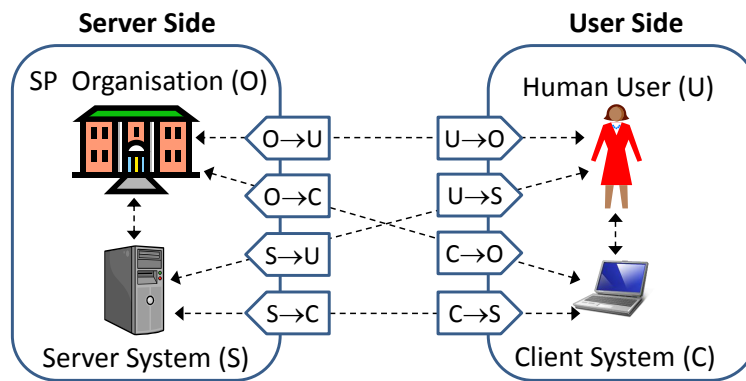 Server Side
User Side
SP Organisation (O)
Human User (U)
O→U
U→O
O→C
U→S
S→U
C→O
S→C
C→S
Server System (S)
Client System (C)